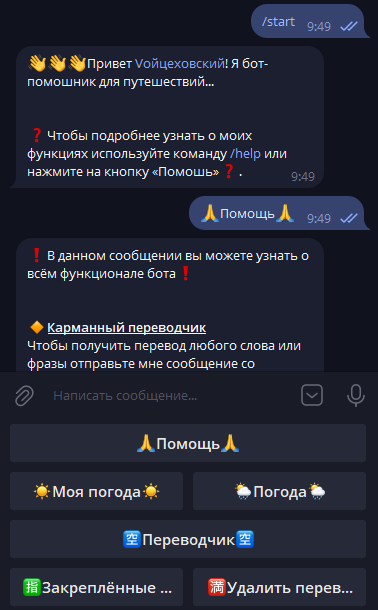 /start 9:49
👋👋👋Привет Vойцеховский! Я бот-
помошник для путешествий...
❓ Чтобы подробнее узнать о моих
функциях используйте команду /help или
нажмите на кнопку «Помошь»❓.
9:49
🙏Помощь🙏 9:49
❗ В данном сообщении вы можете узнать о
всём функционале бота❗
🔶Карманный переводчик
Чтобы получить перевод любого слова или
фразы отправьте мне сообщение со
Написать сообщение...
🙏Помощь🙏
☀️Моя погода☀️
🌦Погода🌦
🈳Переводчик🈳
🈯Закреплённые ...
🈵Удалить перев...